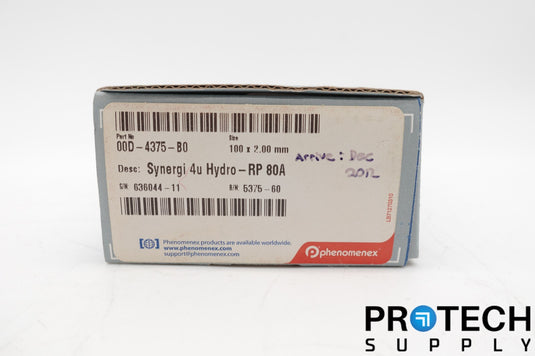 Part No
00D-4375-B0
Size
100 x 2.00 mm
Desc: Synergi 4u Hydro-RP 80A
Arrive: Dec
2012
S/N: 636044-11
B/N: 5375-60
Phenomenex products are available worldwide.
www.phenomenex.com
support@phenomenex.com
phenomenex
PROTECH
SUPPLY